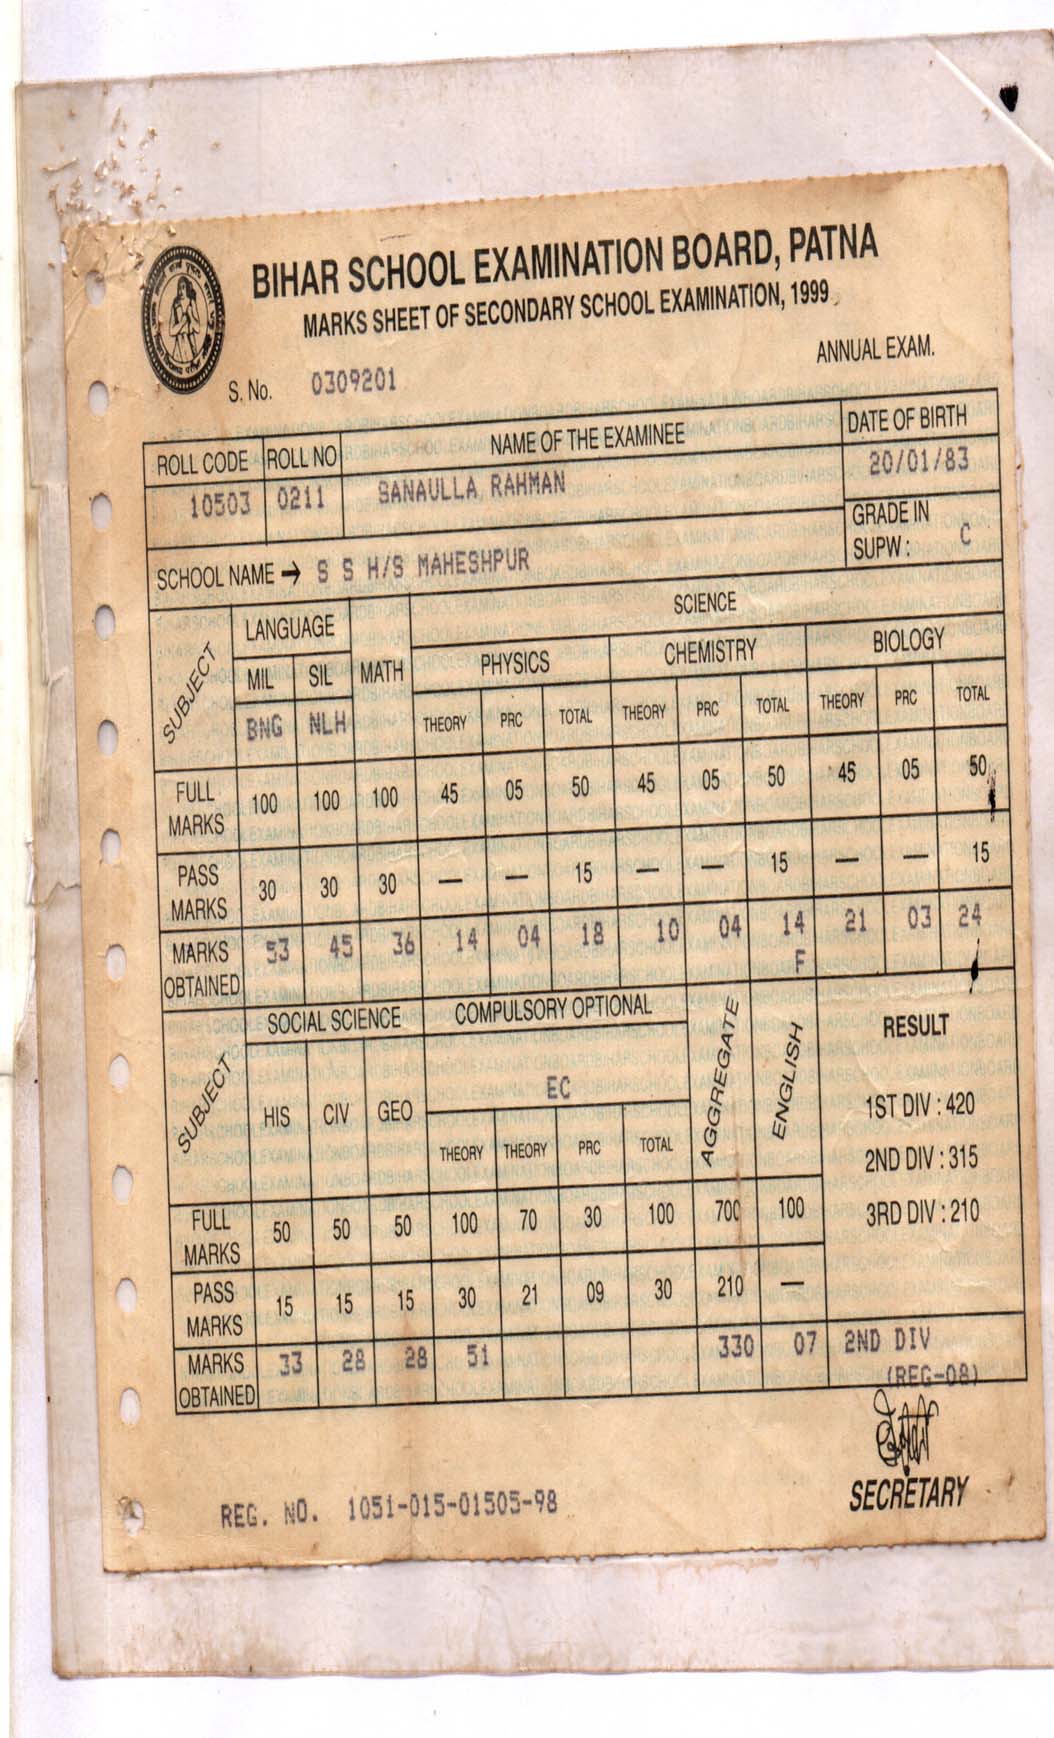 BIHAR SCHOOL EXAMINATION BOARD, PATNA
MARKS SHEET OF SECONDARY SCHOOL EXAMINATION, 1999
ANNUAL EXAM.
S. No. 0309201
ROLL CODE ROLL NO NAME OF THE EXAMINEE DATE OF BIRTH
10503 0211 SANAULLA RAHMAN 20/01/83
GRADE IN
SUPW : C
SCHOOL NAME → S S H/S MAHESHPUR
SUBJECT LANGUAGE MATH SCIENCE
MIL SIL PHYSICS CHEMISTRY BIOLOGY
BNG NLH THEORY PRC TOTAL THEORY PRC TOTAL THEORY PRC TOTAL
FULL MARKS 100 100 100 45 05 50 45 05 50 45 05 50
PASS MARKS 30 30 30 — — 15 — — 15 — — 15
MARKS OBTAINED 53 45 36 14 04 18 10 04 14 21 03 24
F
SUBJECT SOCIAL SCIENCE COMPULSORY OPTIONAL AGGREGATE ENGLISH RESULT
HIS CIV GEO EC
THEORY THEORY PRC TOTAL
1ST DIV : 420
2ND DIV : 315
3RD DIV : 210
FULL MARKS 50 50 50 100 70 30 100 700 100
PASS MARKS 15 15 15 30 21 09 30 210 —
MARKS OBTAINED 33 28 28 51 330 07 2ND DIV
(REG-08)
SECRETARY
REG. NO. 1051-015-01505-98